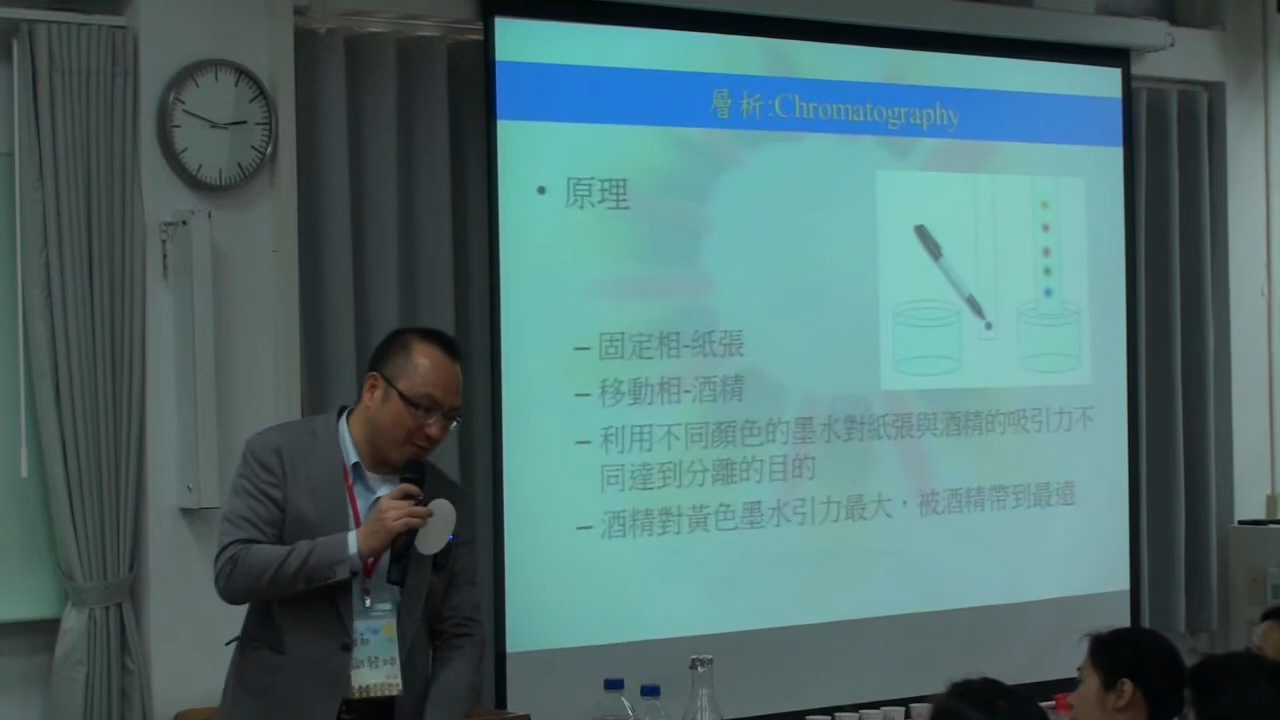 層析:Chromatography
• 原理
– 固定相-紙張
– 移動相-酒精
– 利用不同顏色的墨水對紙張與酒精的吸引力不
同達到分離的目的
– 酒精對黃色墨水引力最大，被酒精帶到最遠